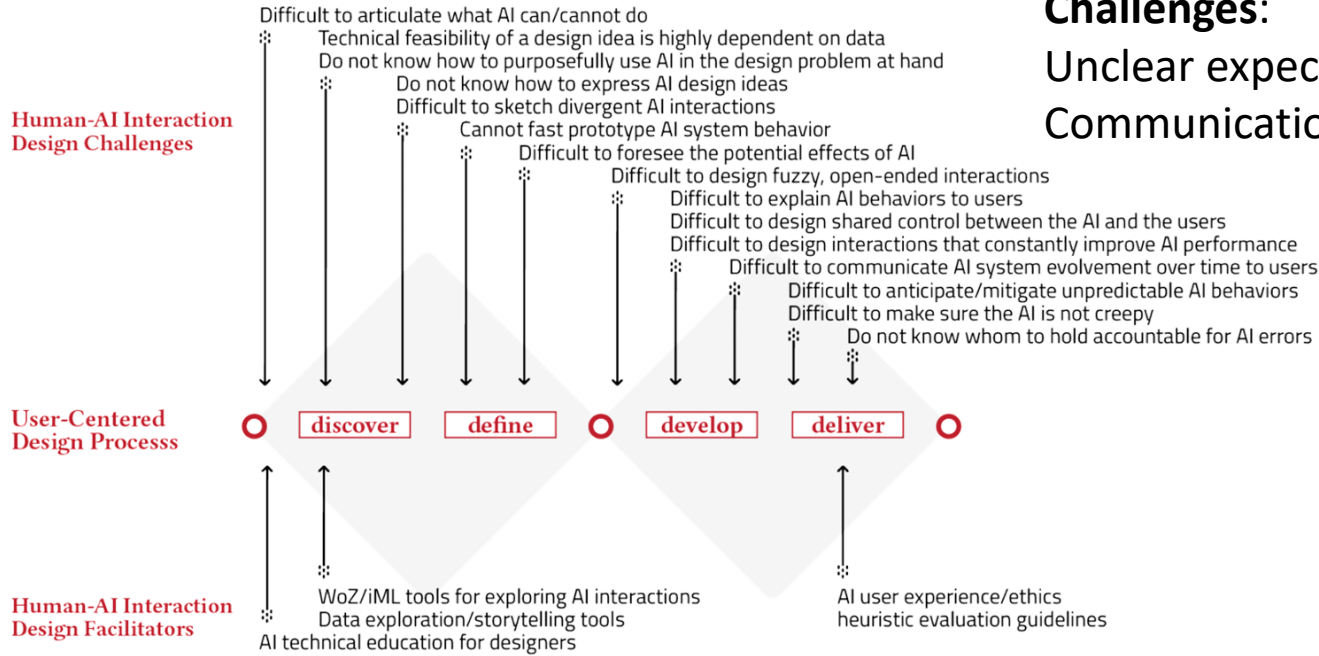 Difficult to articulate what AI can/cannot do
Technical feasibility of a design idea is highly dependent on data
Do not know how to purposefully use AI in the design problem at hand
Do not know how to express AI design ideas
Difficult to sketch divergent AI interactions
Cannot fast prototype AI system behavior
Difficult to foresee the potential effects of AI
Difficult to design fuzzy, open-ended interactions
Difficult to explain AI behaviors to users
Difficult to design shared control between the AI and the users
Difficult to design interactions that constantly improve AI performance
Difficult to communicate AI system evolvement over time to users
Difficult to anticipate/mitigate unpredictable AI behaviors
Difficult to make sure the AI is not creepy
Do not know whom to hold accountable for AI errors
Challenges:
Unclear expec
Communicatio
Human-AI Interaction
Design Challenges
User-Centered
Design Processs
discover
define
develop
deliver
Human-AI Interaction
Design Facilitators
WoZ/iML tools for exploring AI interactions
Data exploration/storytelling tools
AI technical education for designers
AI user experience/ethics
heuristic evaluation guidelines